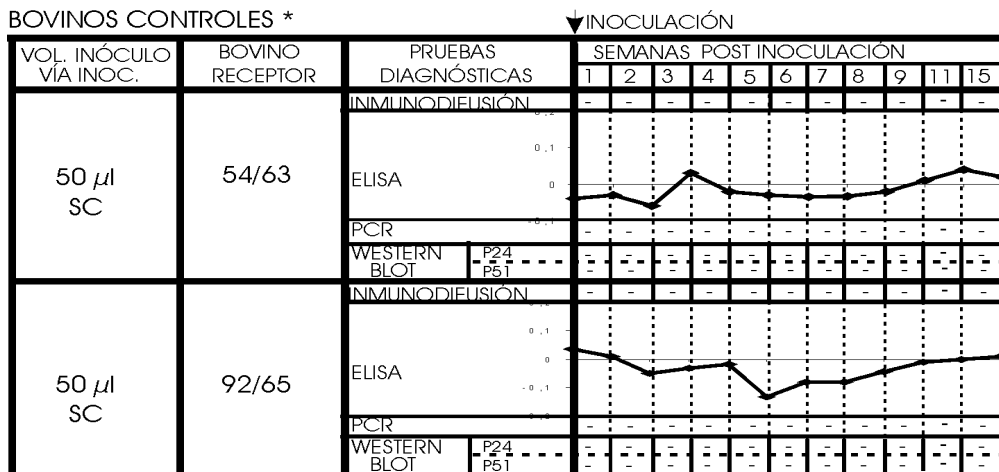 BOVINOS CONTROLES * INOCULACIÓN
VOL. INÓCULO VÍA INOC. BOVINO RECEPTOR PRUEBAS DIAGNÓSTICAS SEMANAS POST INOCULACIÓN
1 2 3 4 5 6 7 8 9 11 15
INMUNODIFUSIÓN - - - - - - - - - - -
50 µl SC 54/63 ELISA
0,1
0
PCR - - - - - - - - - - -
WESTERN BLOT P24 - - - - - - - - - - -
P51 - - - - - - - - - - -
INMUNODIFUSIÓN - - - - - - - - - - -
50 µl SC 92/65 ELISA
0,1
0
-0,1
PCR - - - - - - - - - - -
WESTERN BLOT P24 - - - - - - - - - - -
P51 - - - - - - - - - - -